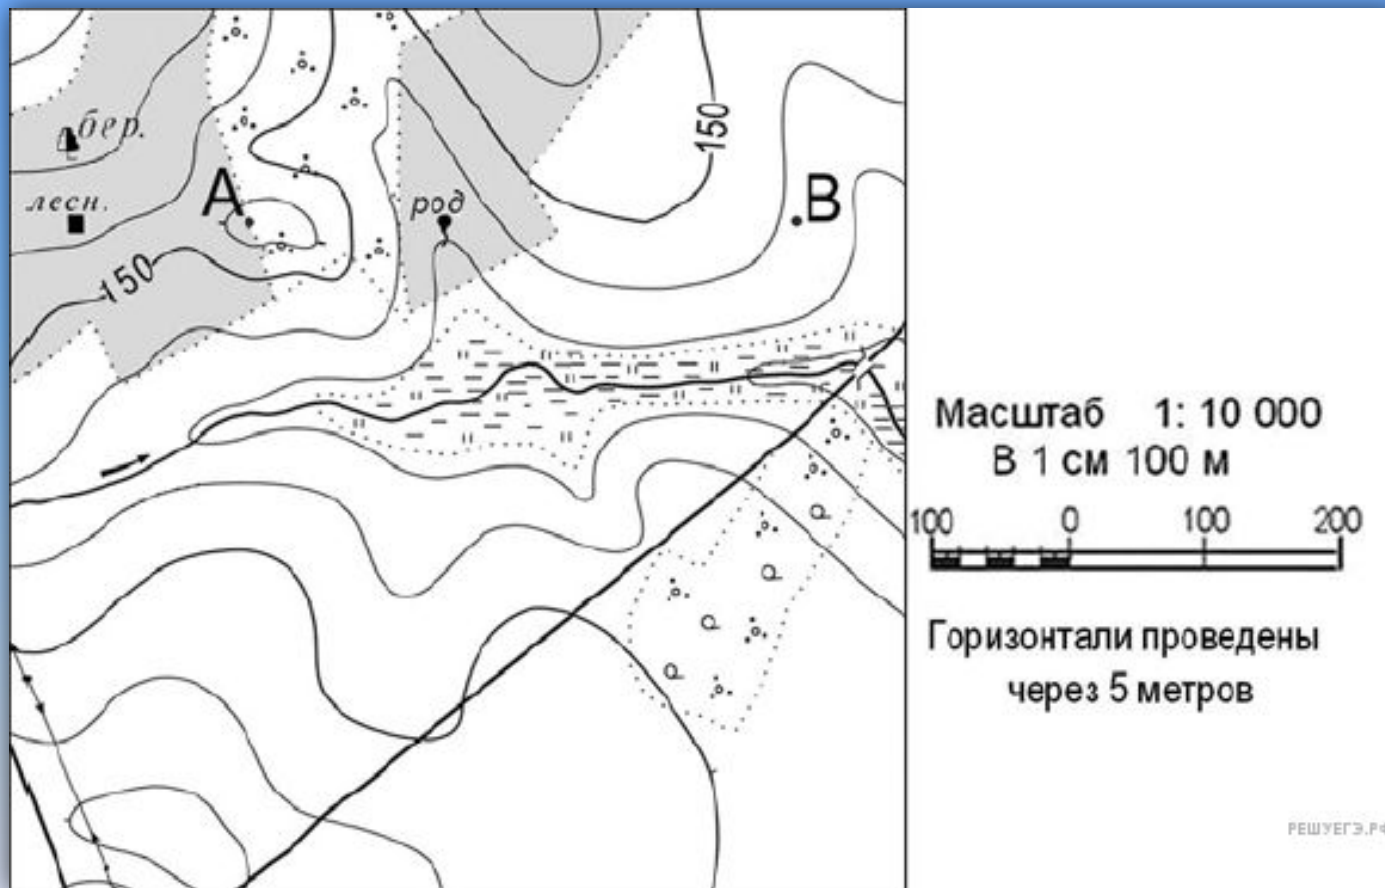 150
бер.
А
В
лесн.
род
150
Масштаб 1: 10 000
В 1 см 100 м
100 0 100 200
Горизонтали проведены
через 5 метров
РЕШУЕГЭ.РФ